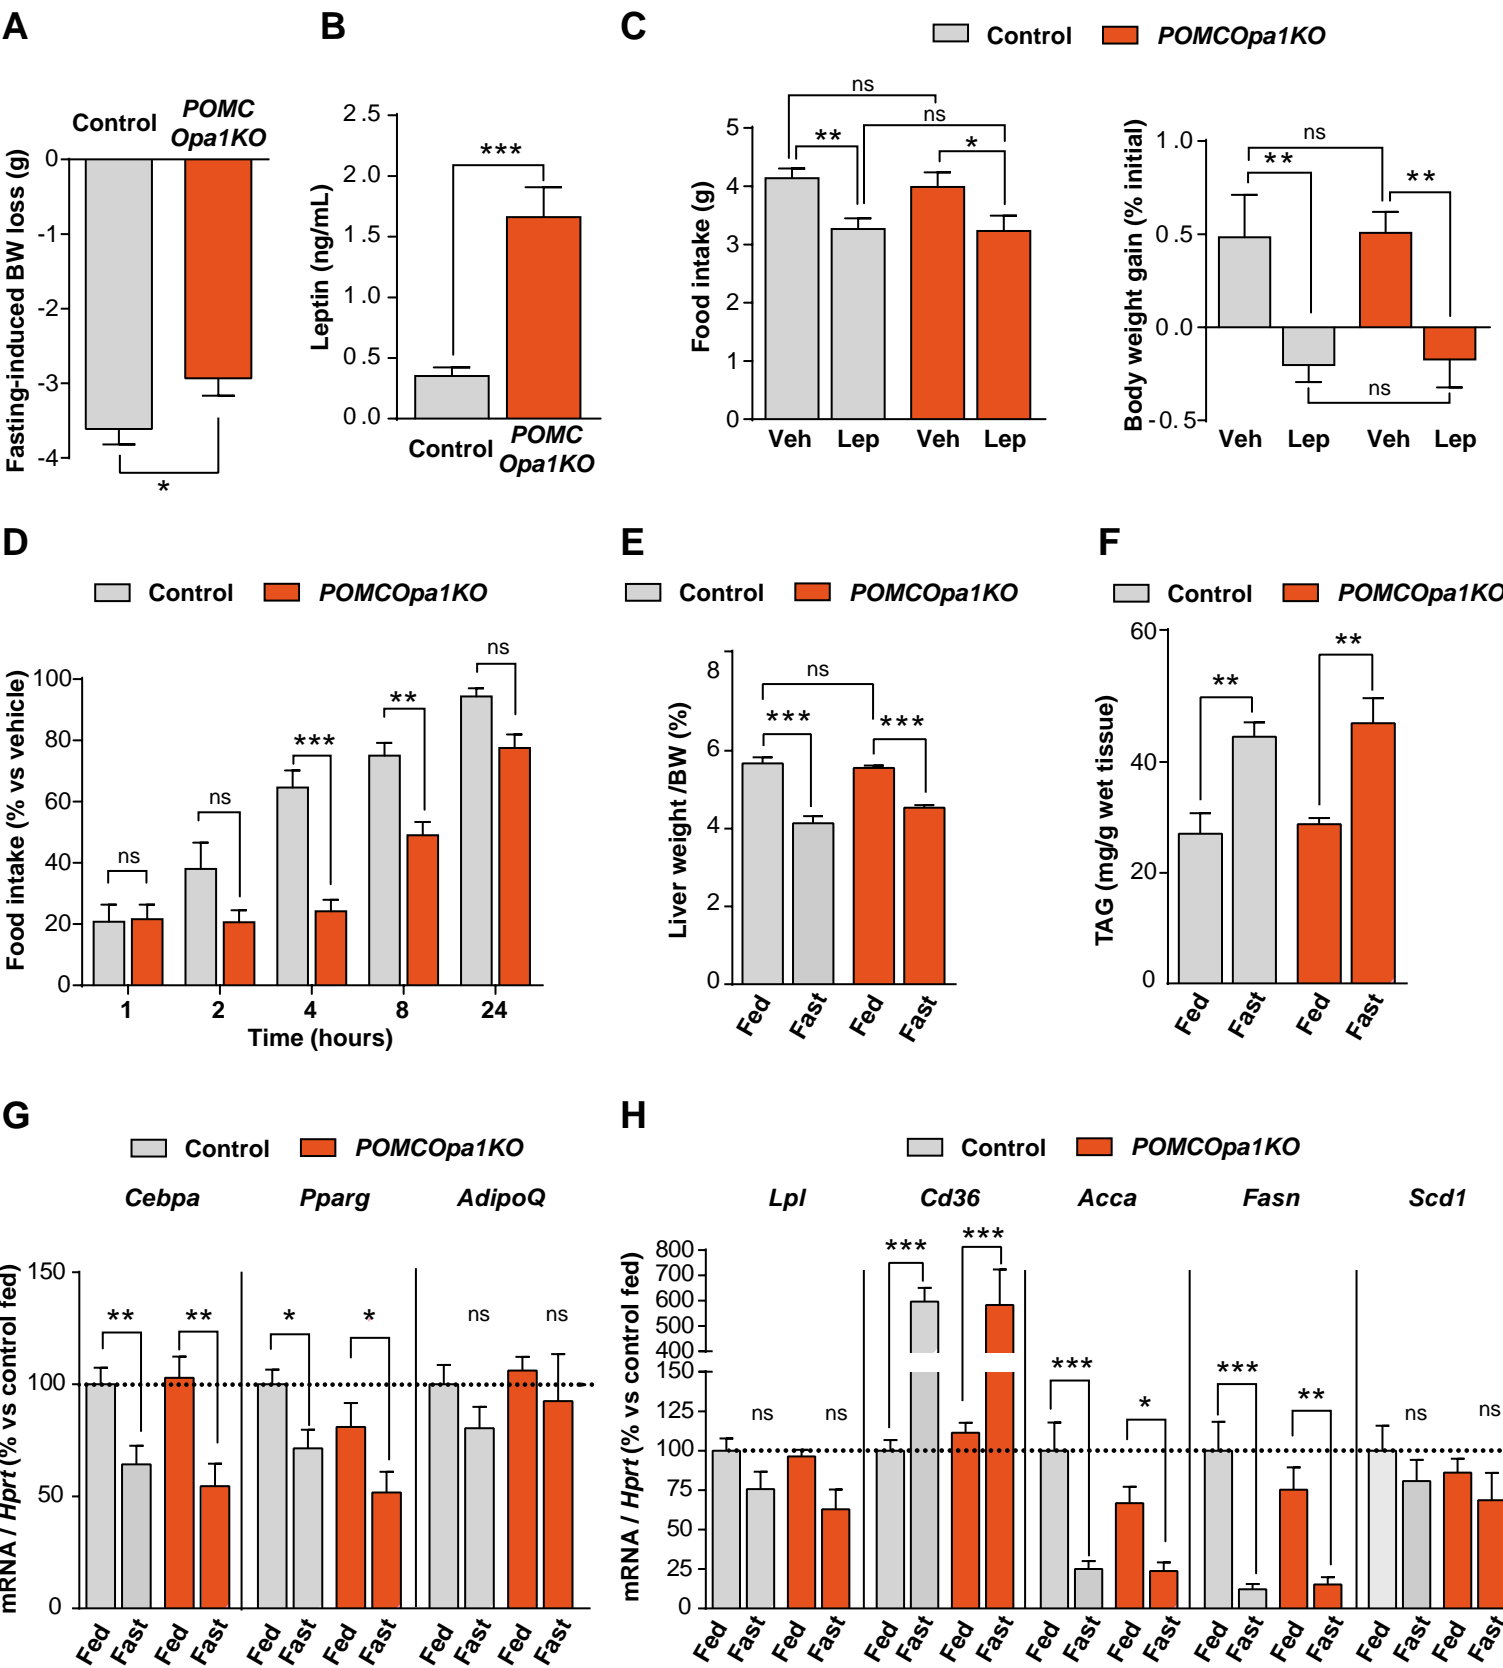 A
B
C
Control
POMCOpa1KO
Control
POMC
Opa1KO
Fasting-induced BW loss (g)
0
-1
-2
-3
-4
*
Leptin (ng/mL)
2.5
2.0
1.5
1.0
0.5
0.0
***
Control
POMC
Opa1KO
Food intake (g)
5
4
3
2
1
0
ns
**
ns
*
Veh
Lep
Veh
Lep
Body weight gain (% initial)
1.0
0.5
0.0
-0.5
ns
**
**
ns
Veh
Lep
Veh
Lep
D
Control
POMCOpa1KO
Food intake (% vs vehicle)
100
80
60
40
20
0
ns
ns
***
**
ns
1
2
4
8
24
Time (hours)
E
Control
POMCOpa1KO
Liver weight /BW (%)
8
6
4
2
0
ns
***
***
Fed
Fast
Fed
Fast
F
Control
POMCOpa1KO
TAG (mg/g wet tissue)
60
40
20
0
**
**
Fed
Fast
Fed
Fast
G
Control
POMCOpa1KO
Cebpa
Pparg
AdipoQ
mRNA / Hprt (% vs control fed)
150
100
50
0
**
**
*
*
ns
ns
Fed
Fast
Fed
Fast
Fed
Fast
Fed
Fast
Fed
Fast
Fed
Fast
H
Control
POMCOpa1KO
Lpl
Cd36
Acca
Fasn
Scd1
mRNA / Hprt (% vs control fed)
800
700
600
500
400
150
125
100
75
50
25
0
ns
ns
***
***
***
*
***
**
ns
ns
Fed
Fast
Fed
Fast
Fed
Fast
Fed
Fast
Fed
Fast
Fed
Fast
Fed
Fast
Fed
Fast
Fed
Fast
Fed
Fast